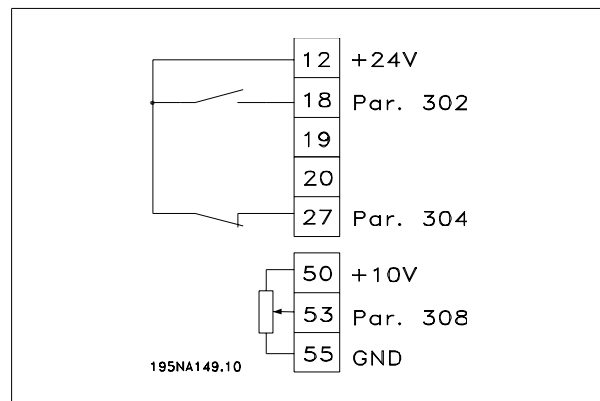 12 +24V
18 Par. 302
19
20
27 Par. 304
50 +10V
53 Par. 308
55 GND
195NA149.10